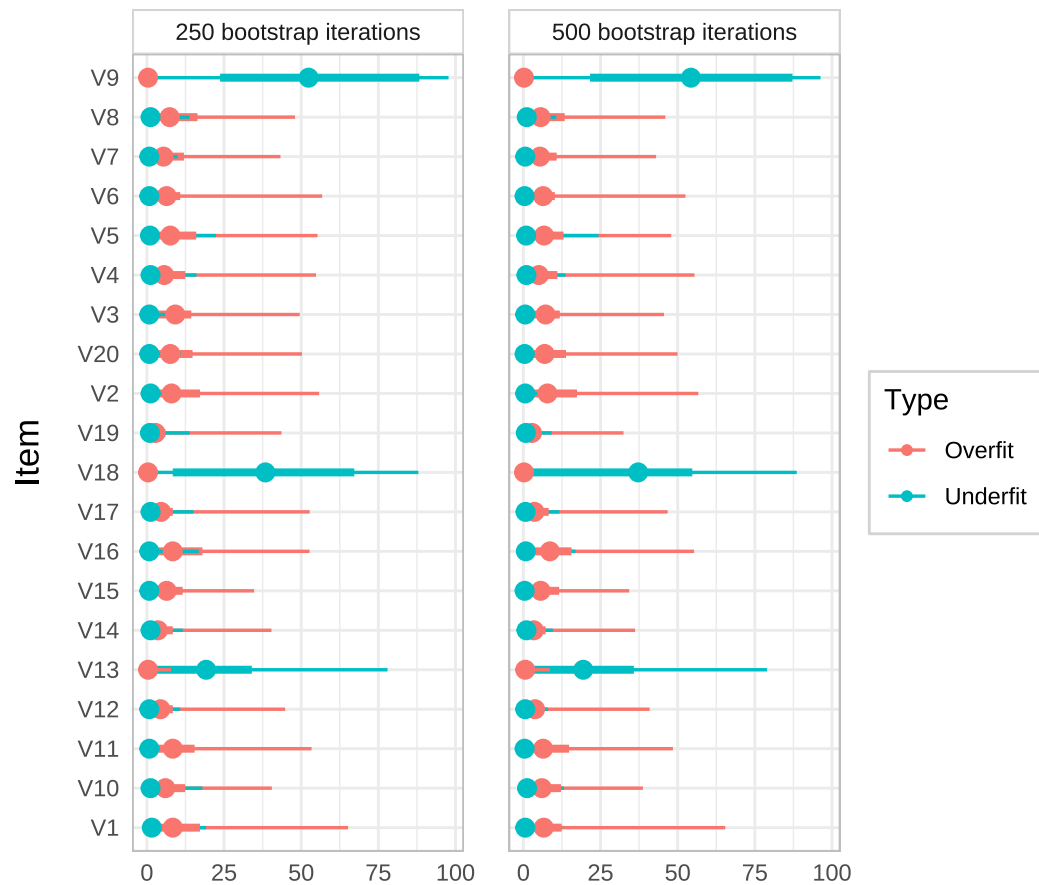 250 bootstrap iterations
500 bootstrap iterations
V9
V8
V7
V6
V5
V4
V3
V20
V2
V19
V18
V17
V16
V15
V14
V13
V12
V11
V10
V1
Item
0 25 50 75 100
0 25 50 75 100
Type
Overfit
Underfit